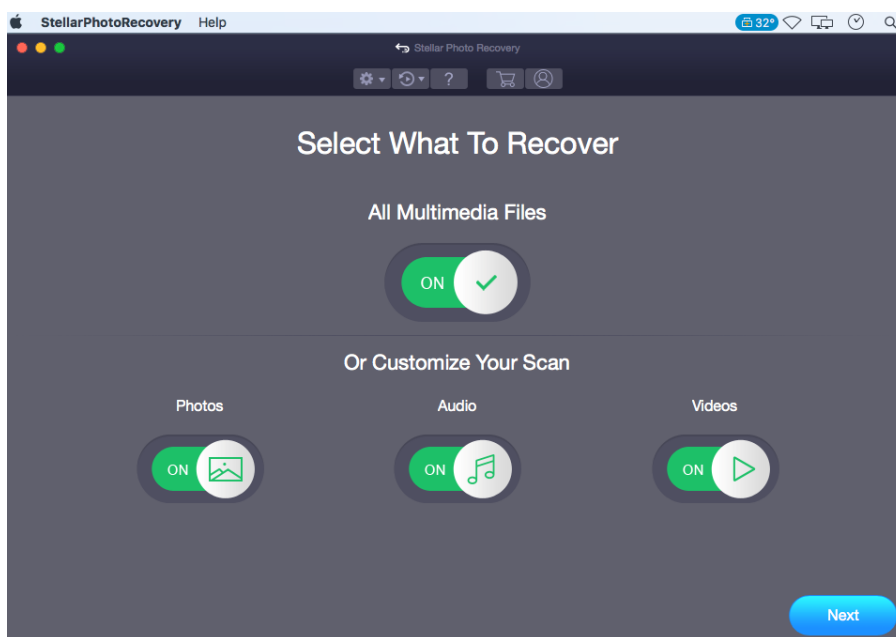 StellarPhotoRecovery Help 32°
Stellar Photo Recovery
?
Select What To Recover
All Multimedia Files
ON
Or Customize Your Scan
Photos Audio Videos
ON ON ON
Next